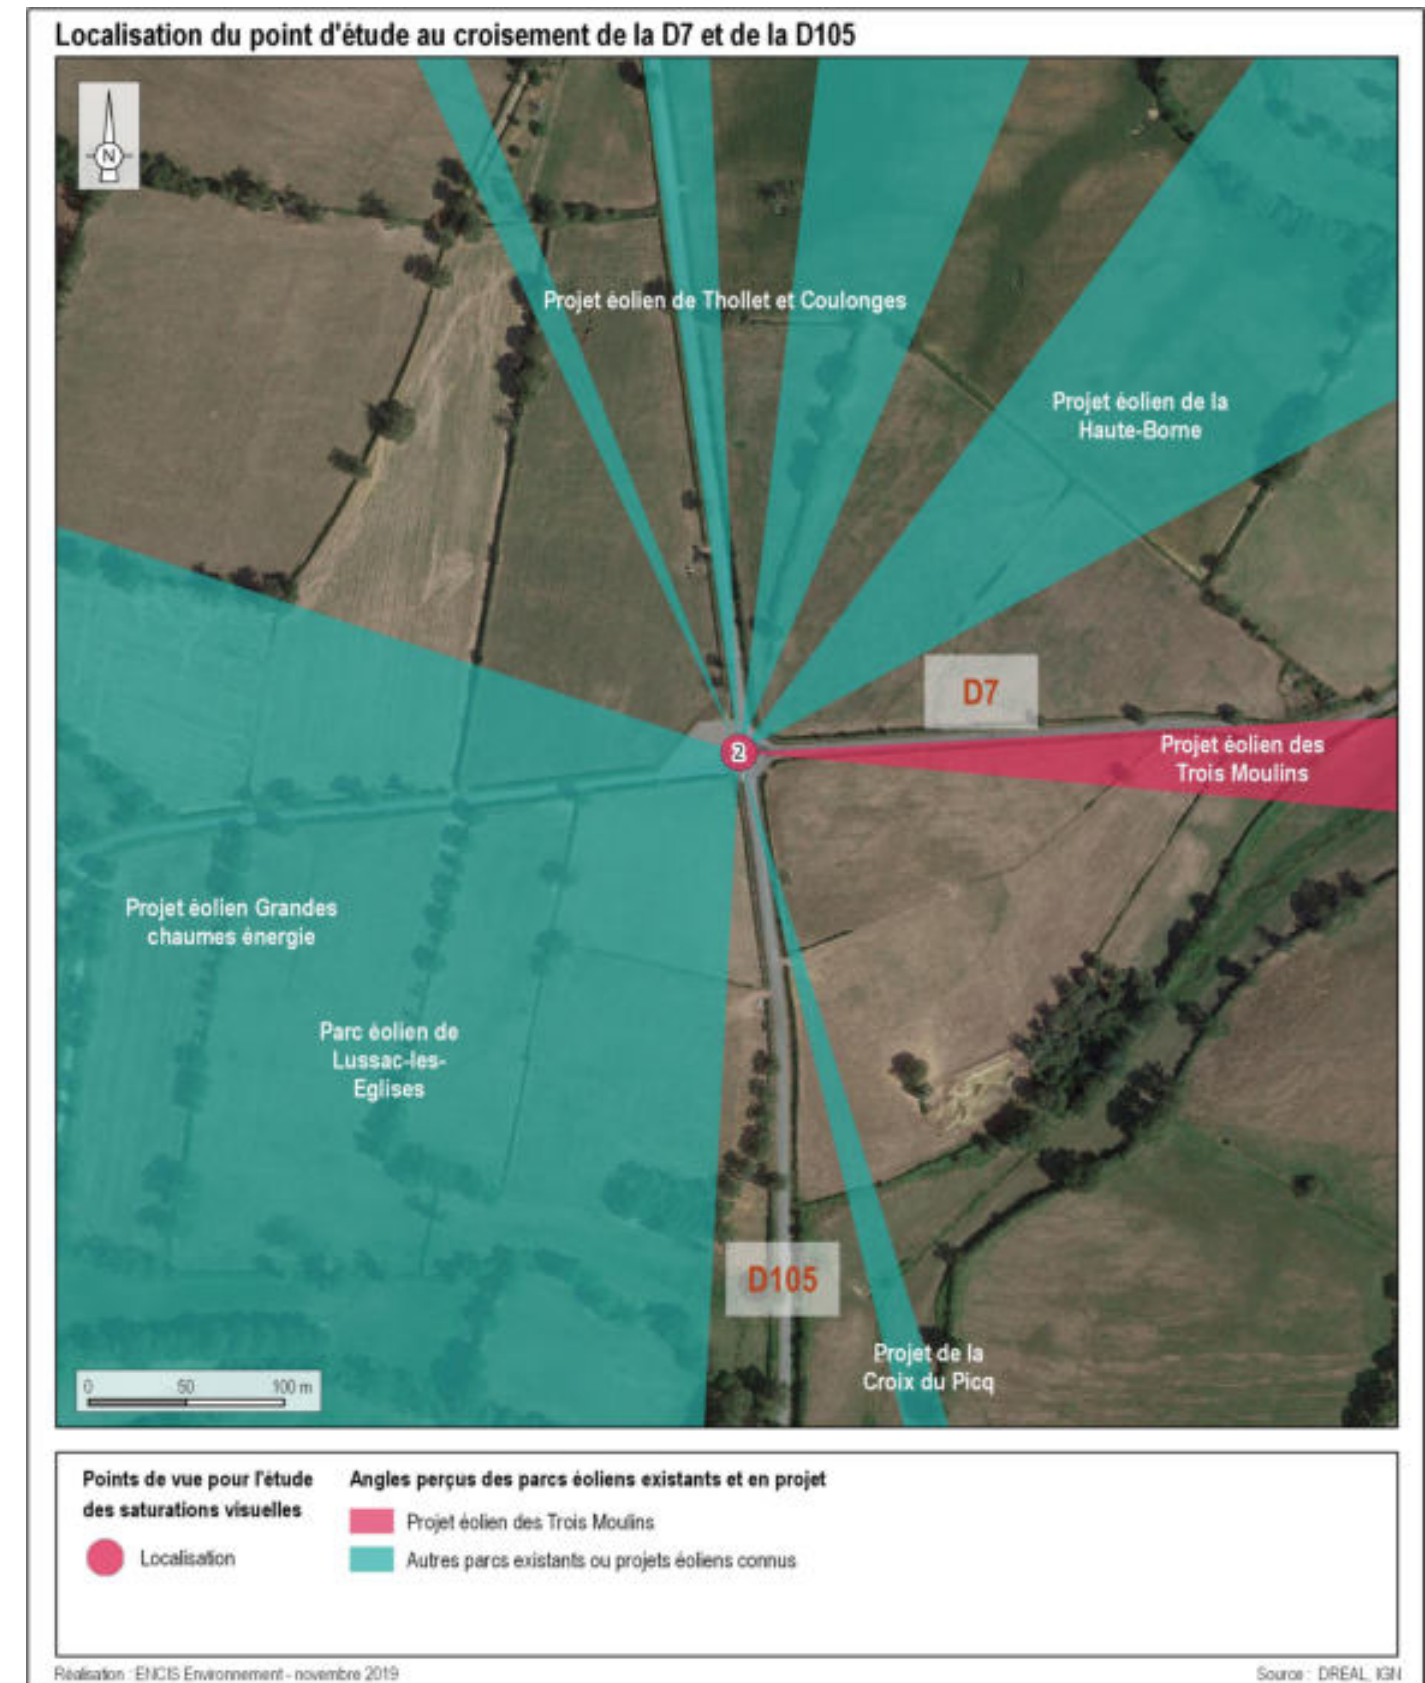 Localisation du point d'étude au croisement de la D7 et de la D105
N
Projet éolien de Thollet et Coulonges
Projet éolien de la
Haute-Borne
D7
Projet éolien des
Trois Moulins
2
Projet éolien Grandes
chaumes énergie
Parc éolien de
Lussac-les-
Eglises
D105
Projet de la
Croix du Picq
0 50 100 m
Points de vue pour l'étude
des saturations visuelles
Localisation
Angles perçus des parcs éoliens existants et en projet
Projet éolien des Trois Moulins
Autres parcs existants ou projets éoliens connus
Réalisation : ENCIS Environnement - novembre 2019
Source : DREAL, IGN